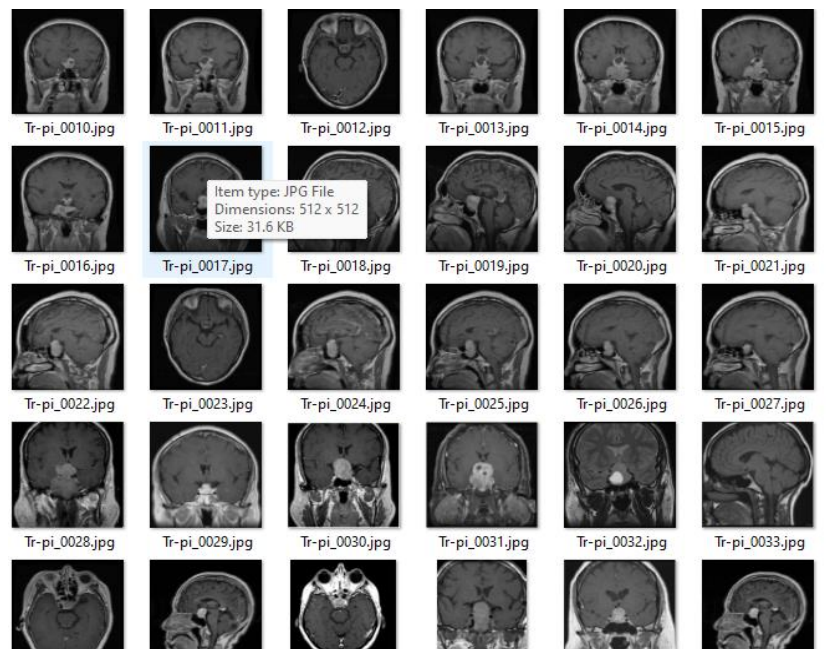 Tr-pi_0010.jpg
Tr-pi_0011.jpg
Tr-pi_0012.jpg
Tr-pi_0013.jpg
Tr-pi_0014.jpg
Tr-pi_0015.jpg
Item type: JPG File
Dimensions: 512 x 512
Size: 31.6 KB
Tr-pi_0016.jpg
Tr-pi_0017.jpg
Tr-pi_0018.jpg
Tr-pi_0019.jpg
Tr-pi_0020.jpg
Tr-pi_0021.jpg
Tr-pi_0022.jpg
Tr-pi_0023.jpg
Tr-pi_0024.jpg
Tr-pi_0025.jpg
Tr-pi_0026.jpg
Tr-pi_0027.jpg
Tr-pi_0028.jpg
Tr-pi_0029.jpg
Tr-pi_0030.jpg
Tr-pi_0031.jpg
Tr-pi_0032.jpg
Tr-pi_0033.jpg